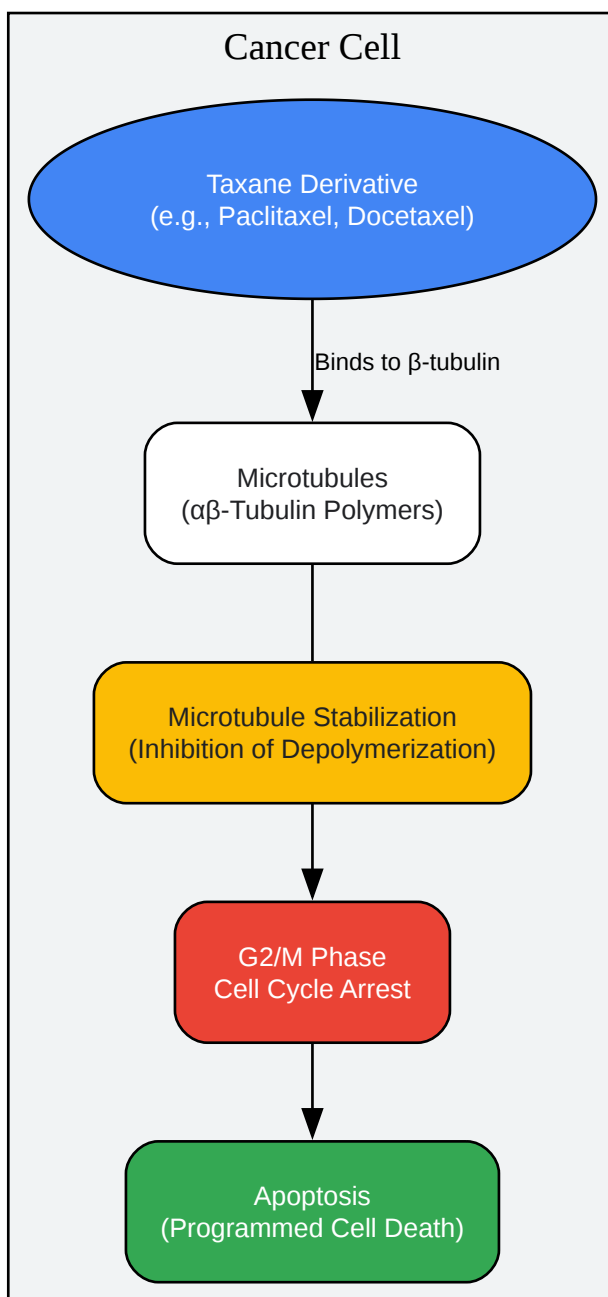 Cancer Cell
Taxane Derivative
(e.g., Paclitaxel, Docetaxel)
Binds to β-tubulin
Microtubules
(αβ-Tubulin Polymers)
Microtubule Stabilization
(Inhibition of Depolymerization)
G2/M Phase
Cell Cycle Arrest
Apoptosis
(Programmed Cell Death)